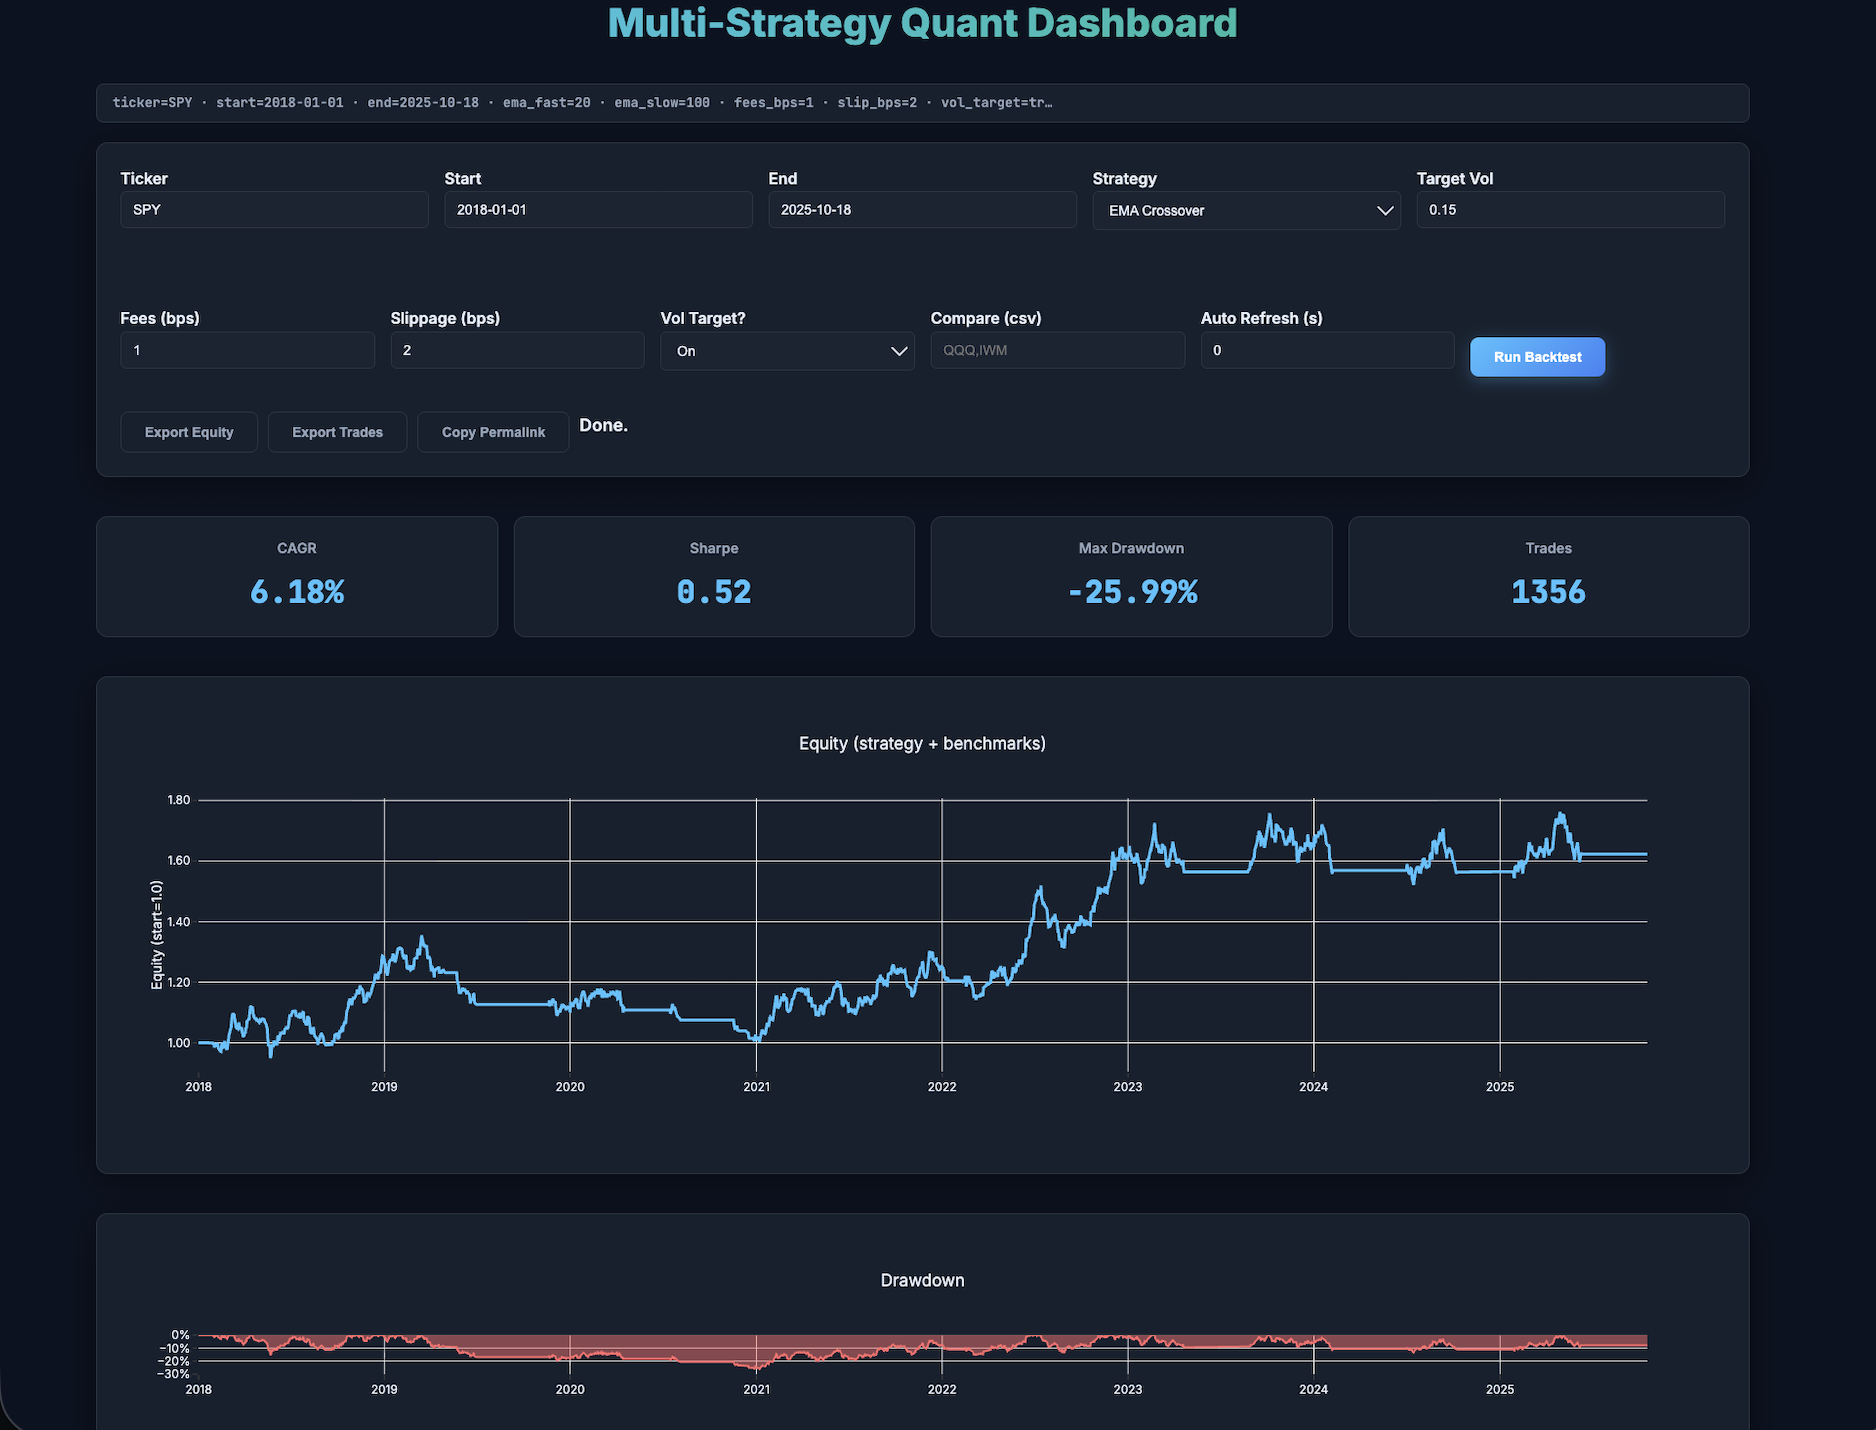 Multi-Strategy Quant Dashboard
ticker=SPY · start=2018-01-01 · end=2025-10-18 · ema_fast=20 · ema_slow=100 · fees_bps=1 · slip_bps=2 · vol_target=tr…
Ticker Start End Strategy Target Vol
SPY 2018-01-01 2025-10-18 EMA Crossover 0.15
Fees (bps) Slippage (bps) Vol Target? Compare (csv) Auto Refresh (s)
1 2 On QQQ,IWM 0 Run Backtest
Export Equity Export Trades Copy Permalink Done.
CAGR Sharpe Max Drawdown Trades
6.18% 0.52 -25.99% 1356
Equity (strategy + benchmarks)
Equity (start=1.0)
1.80
1.60
1.40
1.20
1.00
2018 2019 2020 2021 2022 2023 2024 2025
Drawdown
0%
−10%
−20%
−30%
2018 2019 2020 2021 2022 2023 2024 2025